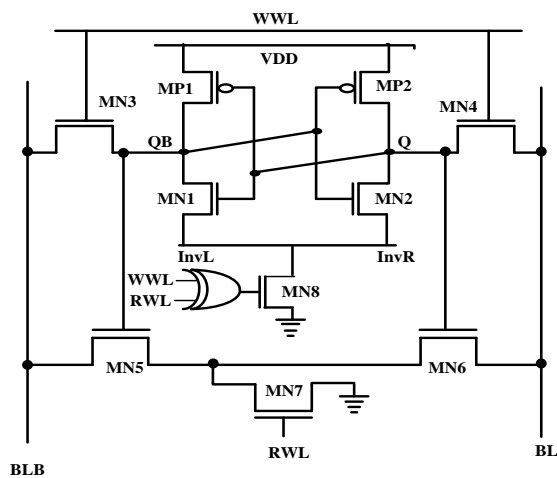 WWL
VDD
MP1
MP2
MN3
MN4
QB
Q
MN1
MN2
InvL
InvR
WWL
RWL
MN8
MN5
MN6
MN7
RWL
BLB
BL